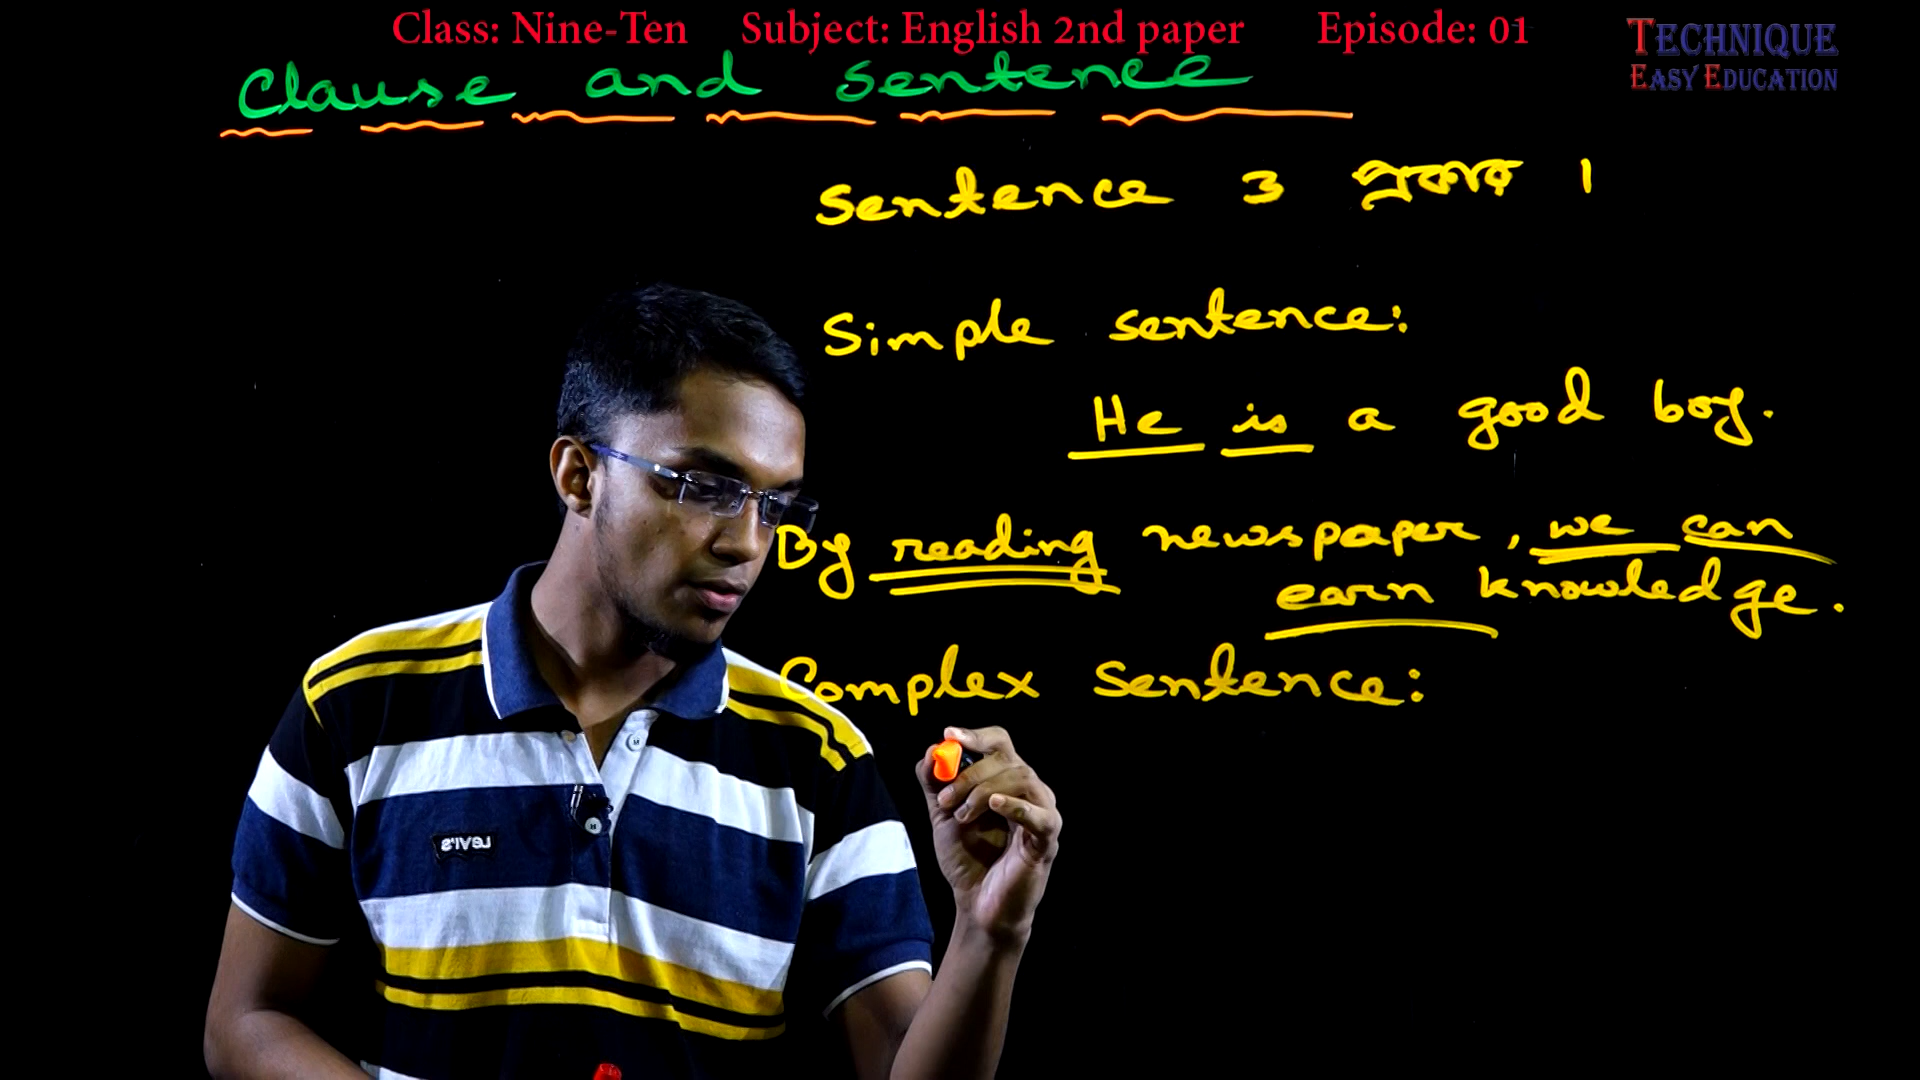 Class: Nine-Ten Subject: English 2nd paper Episode: 01
TECHNIQUE
EASY EDUCATION
Clause and sentence
Sentence 3 প্রকার ।
Simple sentence:
He is a good boy.
By reading newspaper, we can
earn knowledge.
Complex sentence:
Levi's